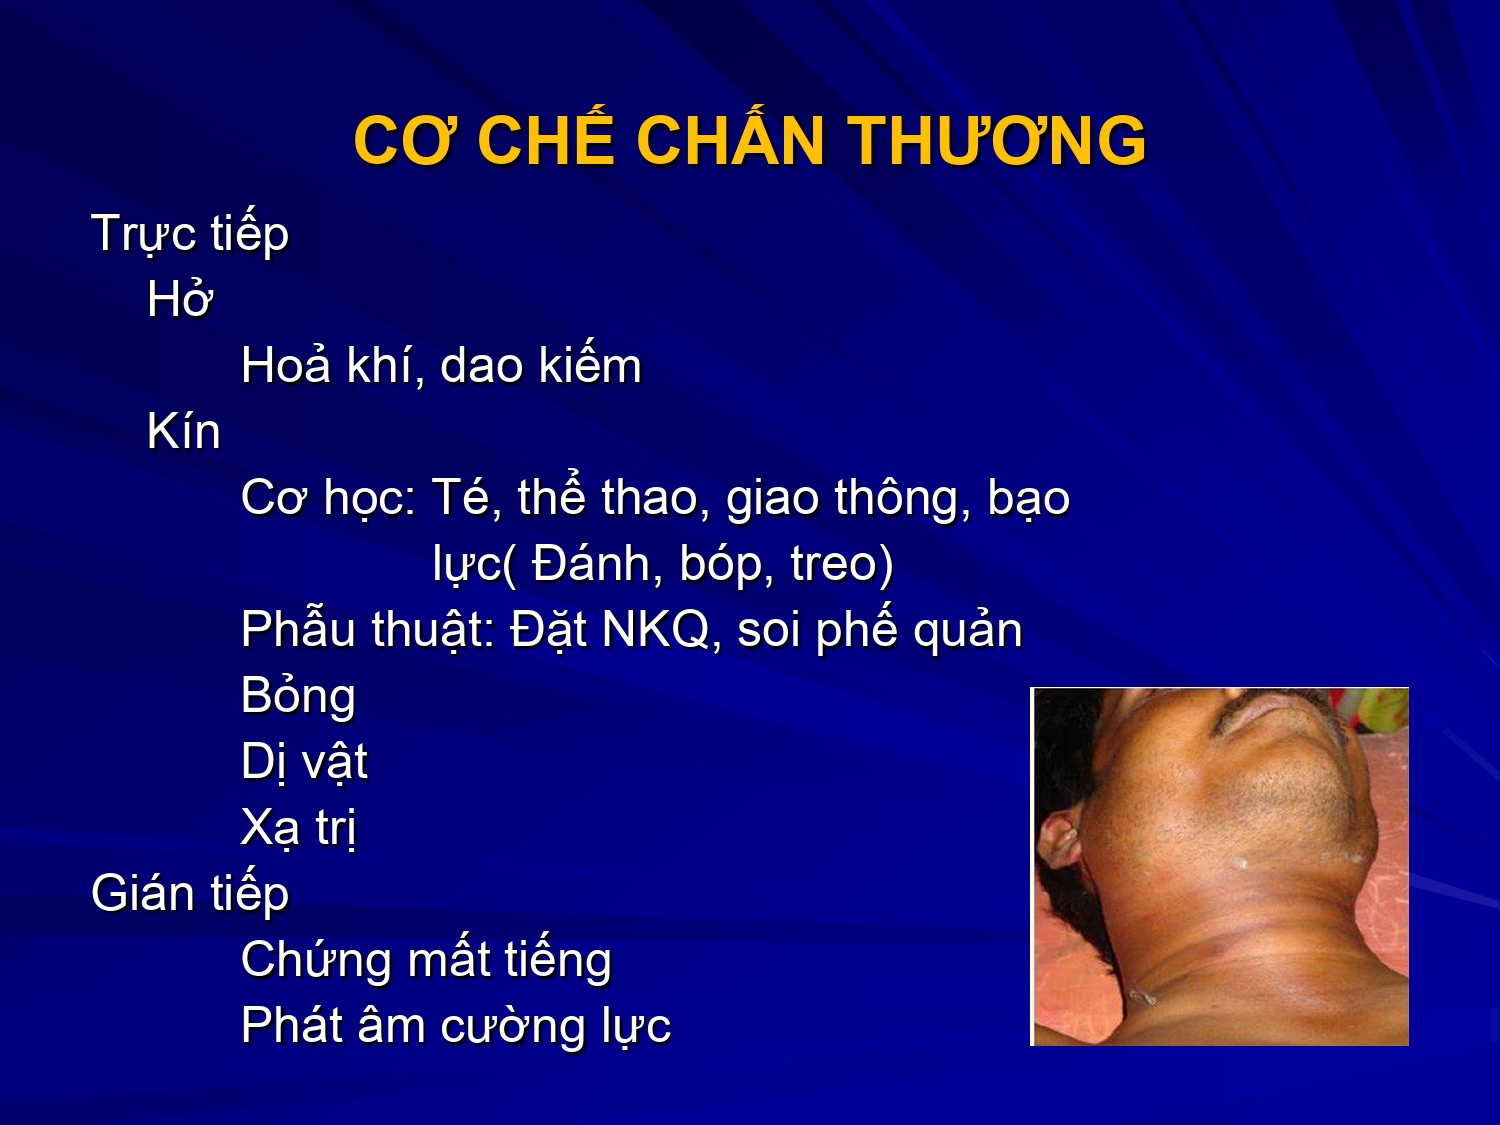 CƠ CHẾ CHẤN THƯƠNG
Trực tiếp
Hở
Hoả khí, dao kiếm
Kín
Cơ học: Té, thể thao, giao thông, bạo
lực( Đánh, bóp, treo)
Phẫu thuật: Đặt NKQ, soi phế quản
Bỏng
Dị vật
Xạ trị
Gián tiếp
Chứng mất tiếng
Phát âm cường lực